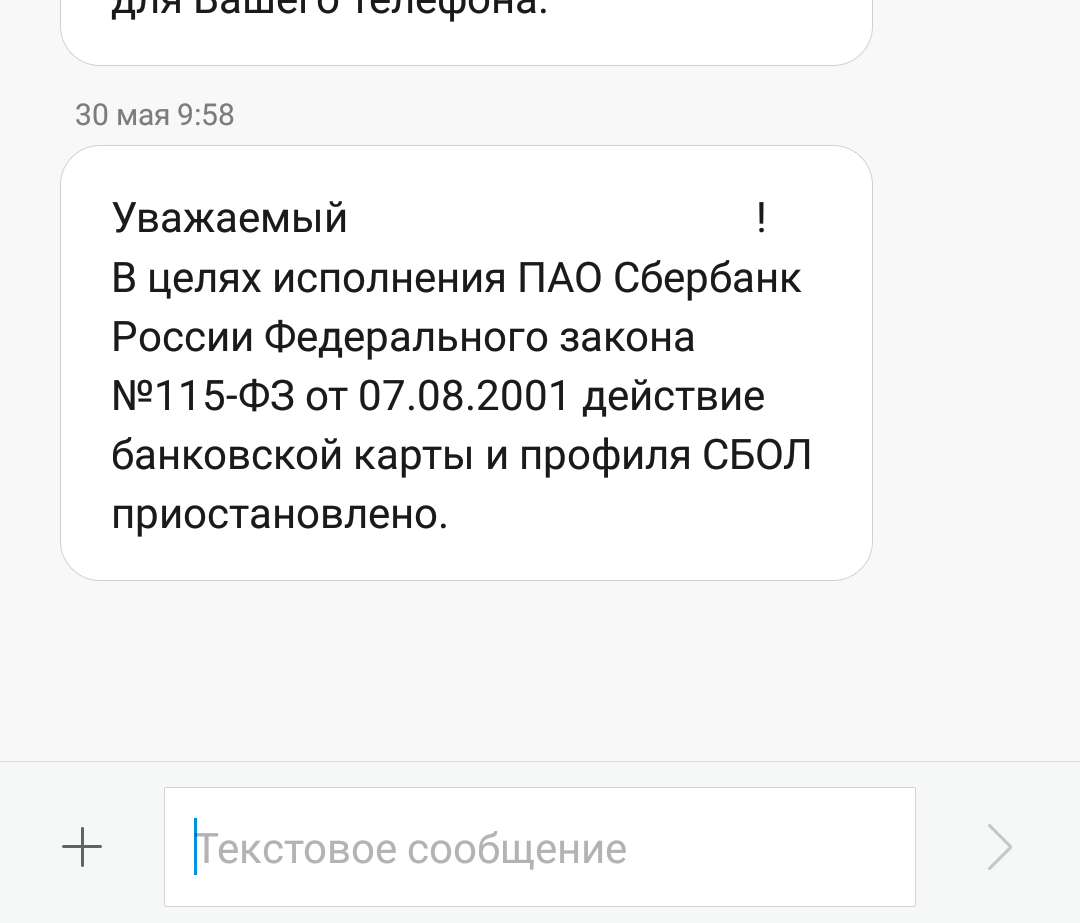 для Вашего телефона.
30 мая 9:58
Уважаемый !
В целях исполнения ПАО Сбербанк
России Федерального закона
№115-ФЗ от 07.08.2001 действие
банковской карты и профиля СБОЛ
приостановлено.
Текстовое сообщение